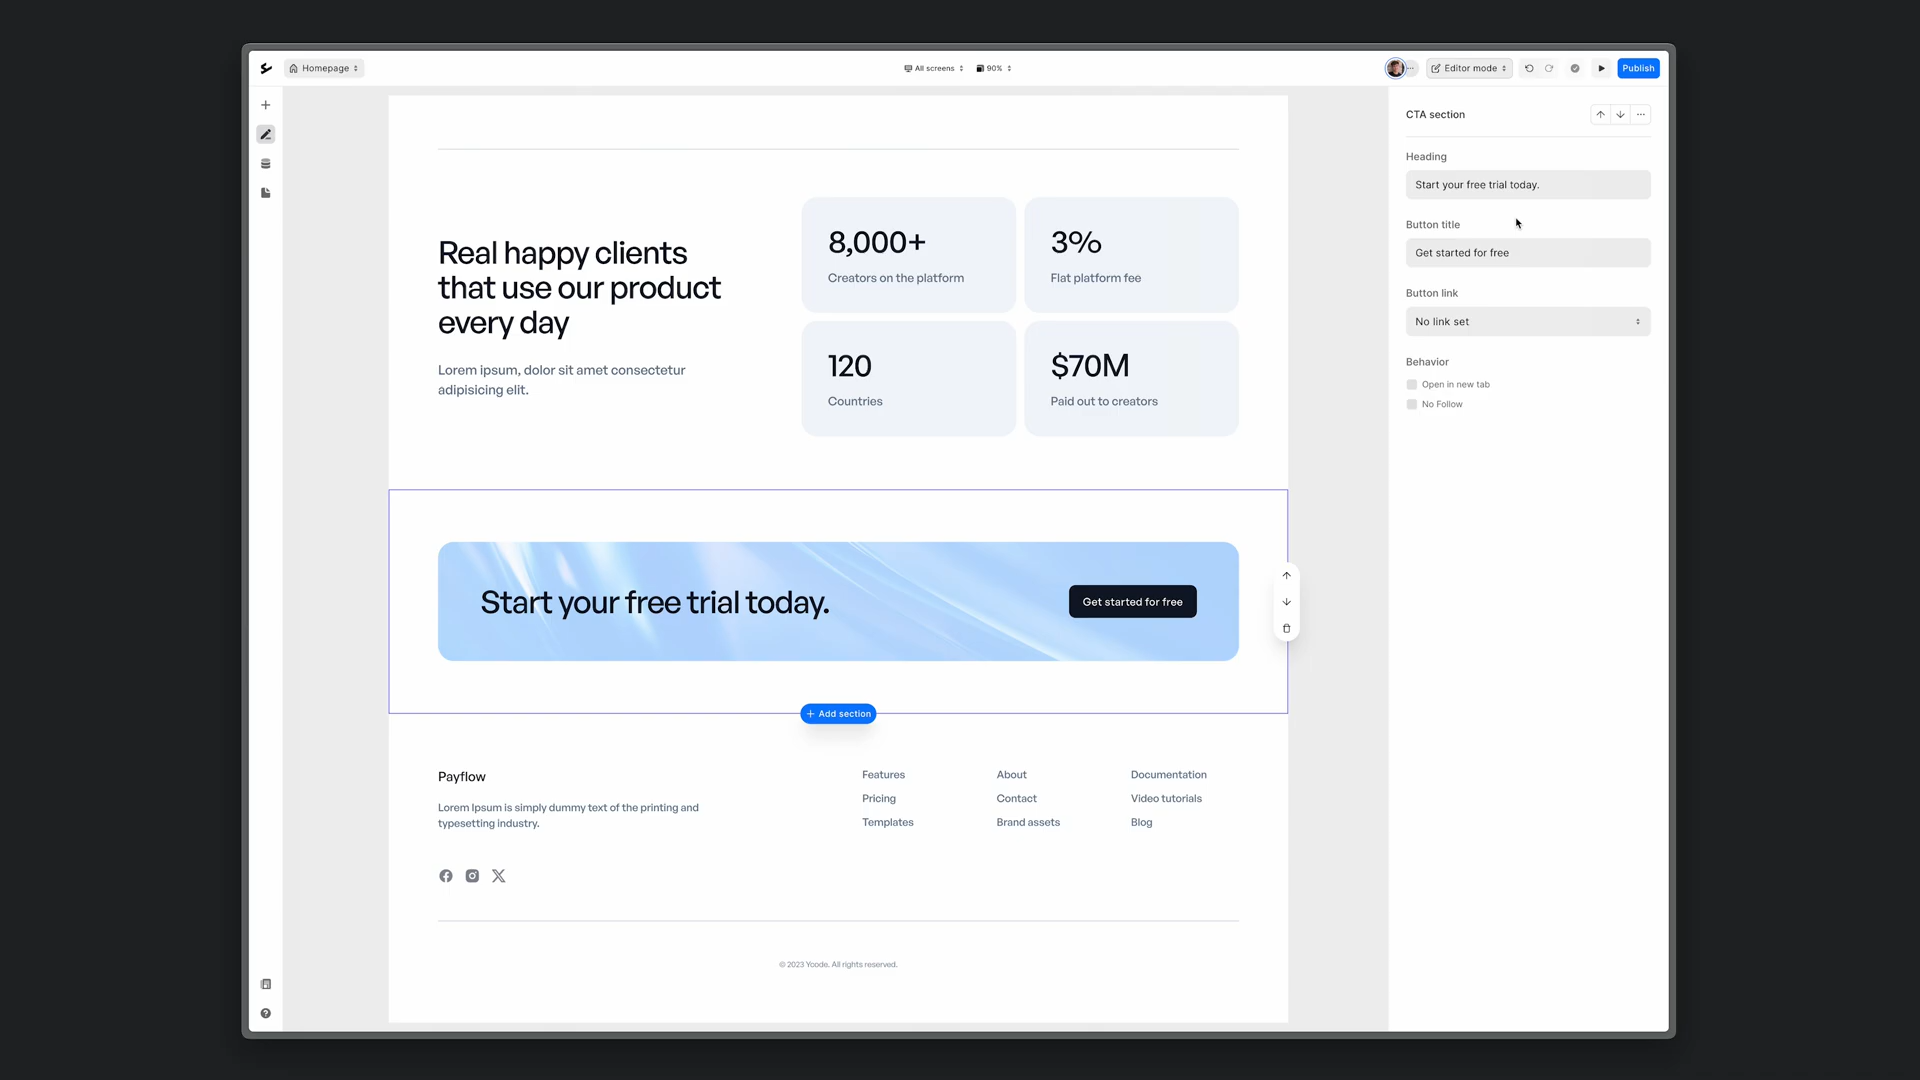 Homepage
All screens
90%
Editor mode
Publish
CTA section
Heading
Start your free trial today.
Button title
Get started for free
Button link
No link set
Behavior
Open in new tab
No Follow
Real happy clients
that use our product
every day
Lorem ipsum, dolor sit amet consectetur
adipisicing elit.
8,000+
Creators on the platform
3%
Flat platform fee
120
Countries
$70M
Paid out to creators
Start your free trial today.
Get started for free
Add section
Payflow
Lorem Ipsum is simply dummy text of the printing and
typesetting industry.
Features
Pricing
Templates
About
Contact
Brand assets
Documentation
Video tutorials
Blog
© 2023 Ycode. All rights reserved.